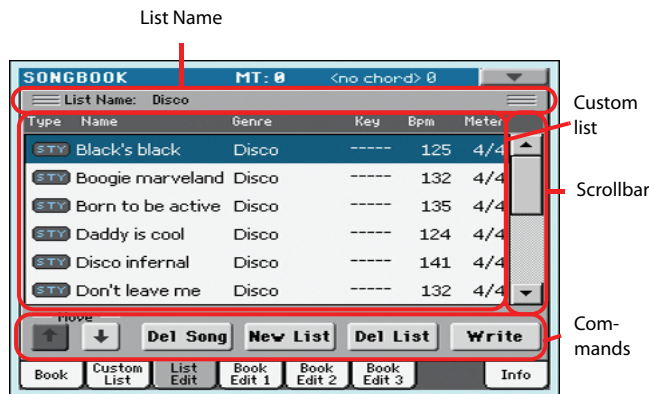 List Name
SONGBOOK MT: 0 <no chord> 0
List Name: Disco
Custom list
Type Name Genre Key Bpm Meter
STY Black's black Disco ----- 125 4/4
STY Boogie marveland Disco ----- 132 4/4
Scrollbar
STY Born to be active Disco ----- 135 4/4
STY Daddy is cool Disco ----- 124 4/4
STY Disco infernal Disco ----- 141 4/4
STY Don't leave me Disco ----- 132 4/4
Move
Del Song New List Del List Write
Com-
mands
Book Custom List List Edit Book Edit 1 Book Edit 2 Book Edit 3 Info